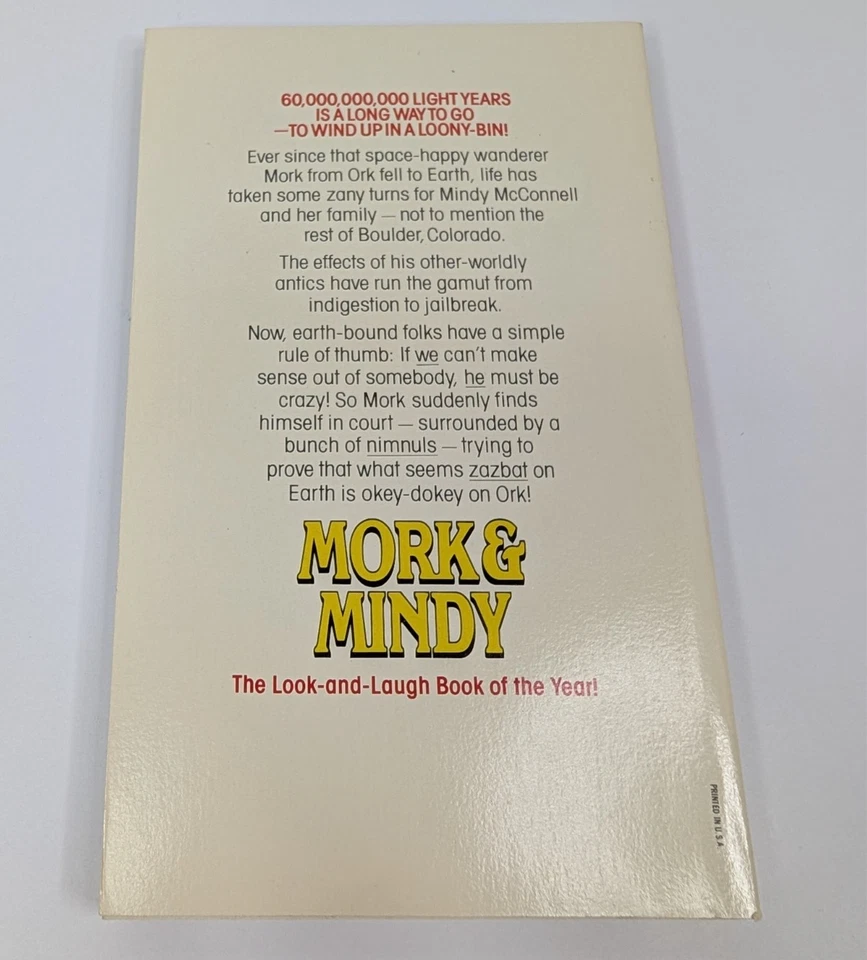 60,000,000,000 LIGHT YEARS
IS A LONG WAY TO GO
—TO WIND UP IN A LOONY-BIN!
Ever since that space-happy wanderer
Mork from Ork fell to Earth, life has
taken some zany turns for Mindy McConnell
and her family — not to mention the
rest of Boulder, Colorado.
The effects of his other-worldly
antics have run the gamut from
indigestion to jailbreak.
Now, earth-bound folks have a simple
rule of thumb: If we can't make
sense out of somebody, he must be
crazy! So Mork suddenly finds
himself in court — surrounded by a
bunch of nimnuls — trying to
prove that what seems zazbat on
Earth is okey-dokey on Ork!
MORK &
MINDY
The Look-and-Laugh Book of the Year!
PRINTED IN U.S.A.